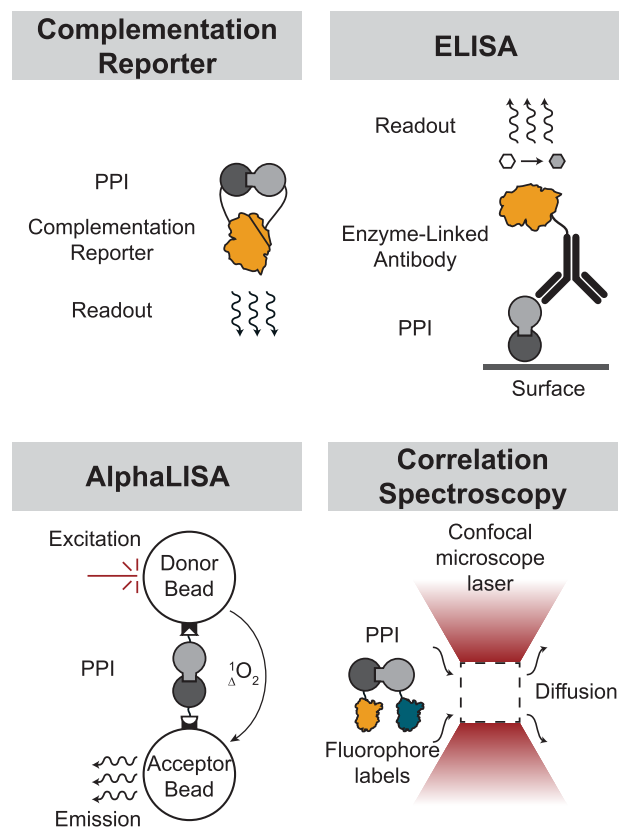 Complementation
Reporter
PPI
Complementation
Reporter
Readout
ELISA
Readout
Enzyme-Linked
Antibody
PPI
Surface
AlphaLISA
Excitation
Donor
Bead
PPI
¹ΔO₂
Acceptor
Bead
Emission
Correlation
Spectroscopy
Confocal
microscope
laser
PPI
Diffusion
Fluorophore
labels